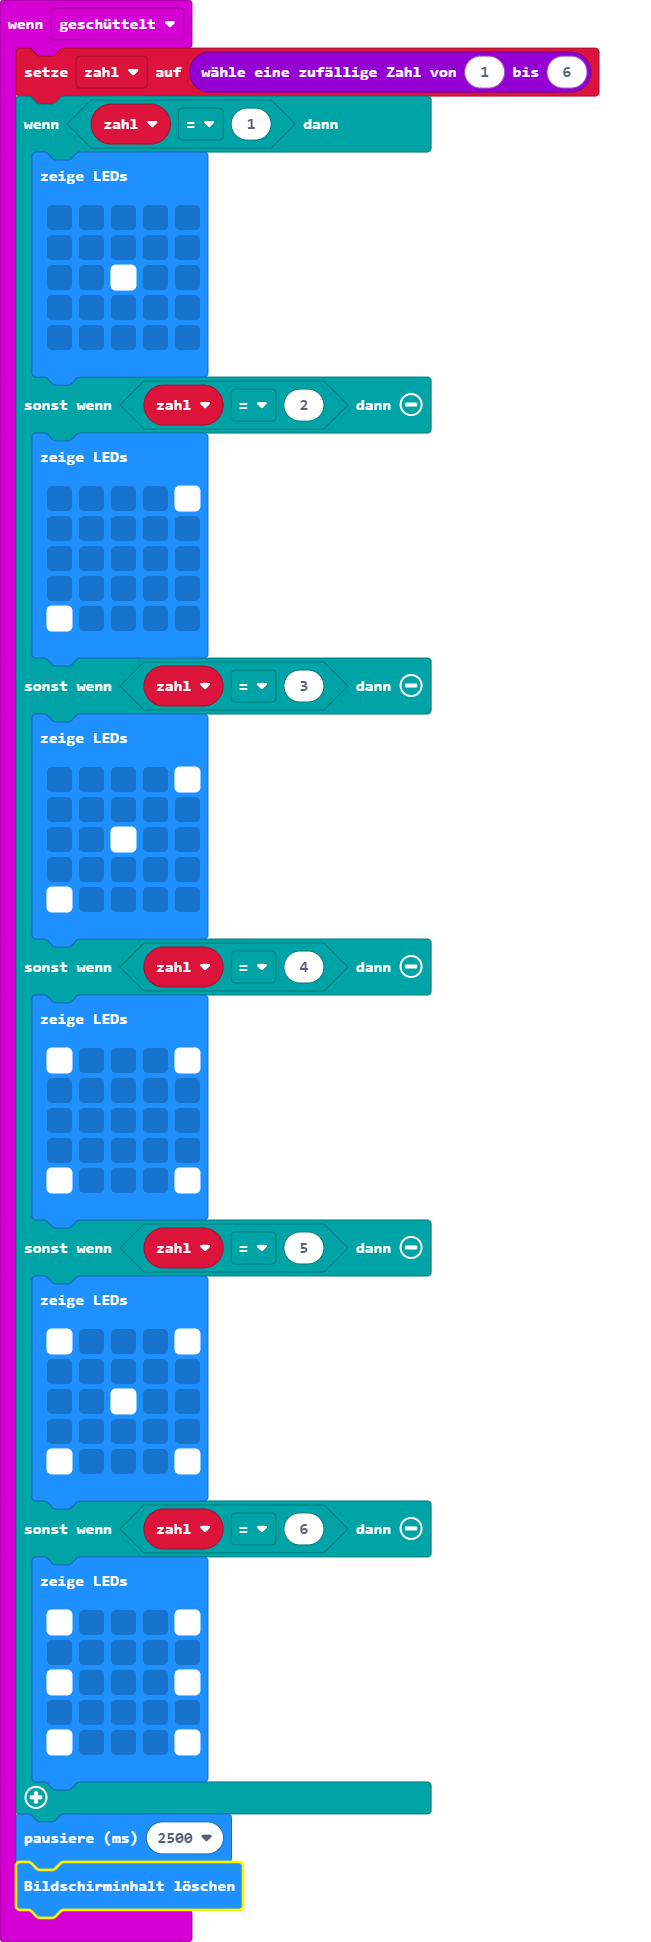 wenn geschüttelt
setze zahl auf wähle eine zufällige Zahl von 1 bis 6
wenn zahl = 1 dann
zeige LEDs
sonst wenn zahl = 2 dann
zeige LEDs
sonst wenn zahl = 3 dann
zeige LEDs
sonst wenn zahl = 4 dann
zeige LEDs
sonst wenn zahl = 5 dann
zeige LEDs
sonst wenn zahl = 6 dann
zeige LEDs
pausiere (ms) 2500
Bildschirminhalt löschen